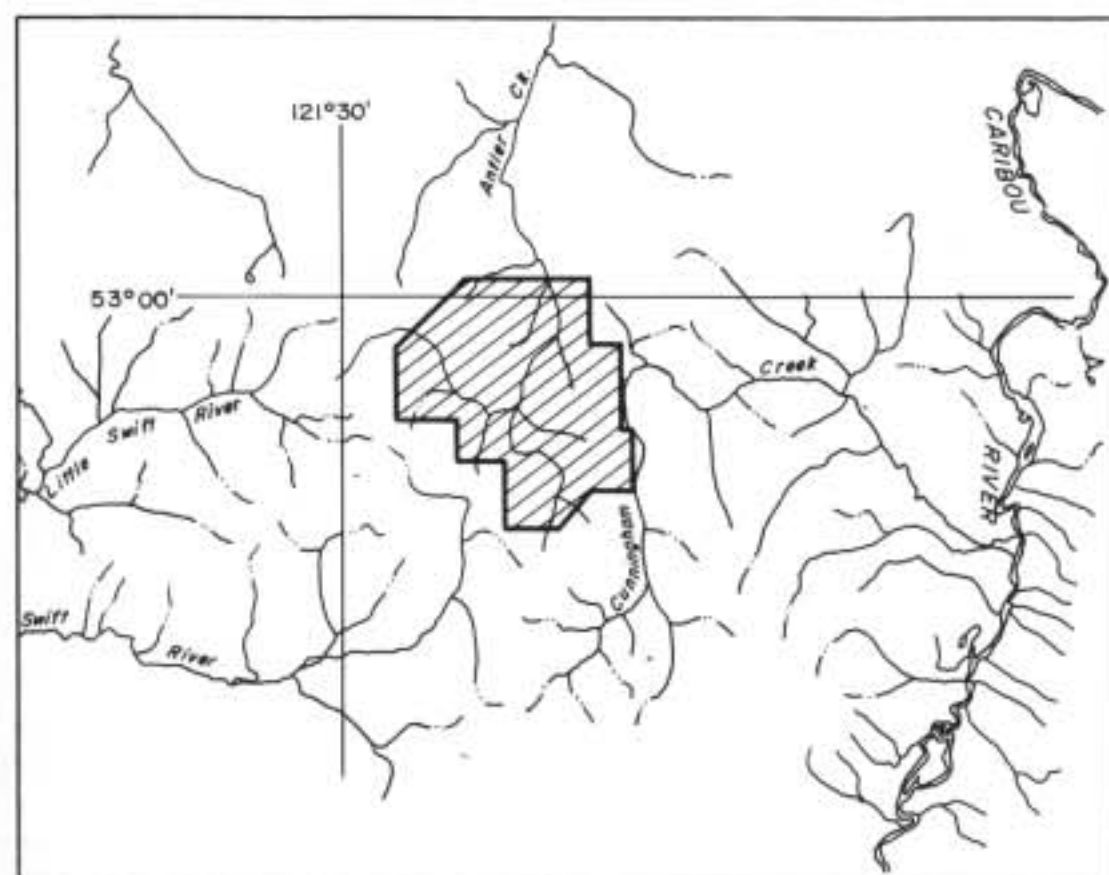 121°30'
Antler Ck.
CARIBOU
53°00'
Creek
Little Swift River
RIVER
Cunningham
Swift River